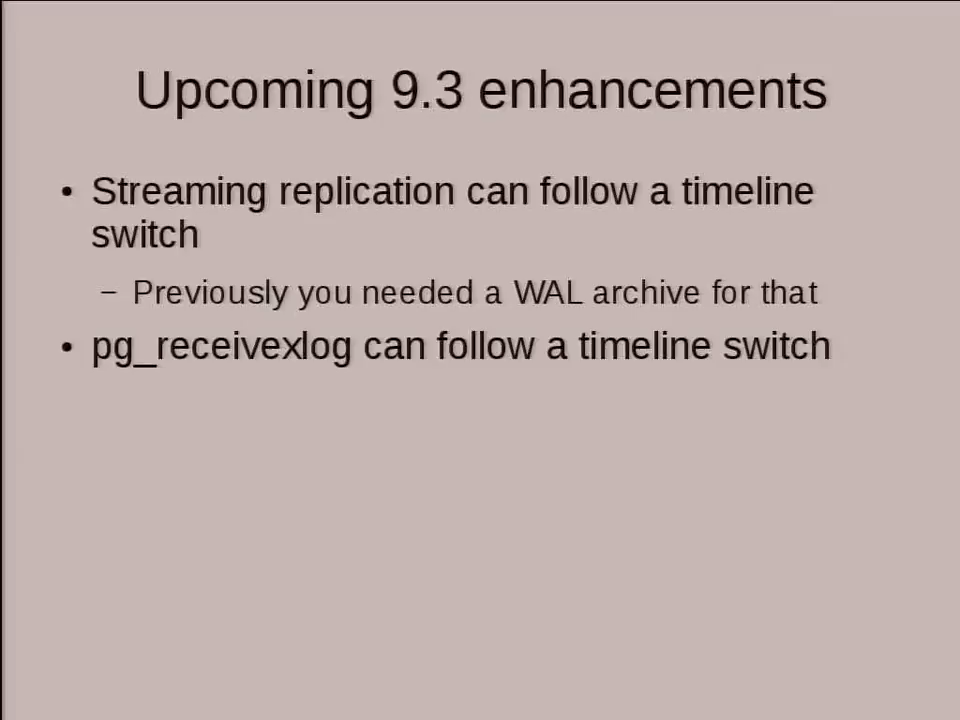 Upcoming 9.3 enhancements
• Streaming replication can follow a timeline
switch
– Previously you needed a WAL archive for that
• pg_receivexlog can follow a timeline switch